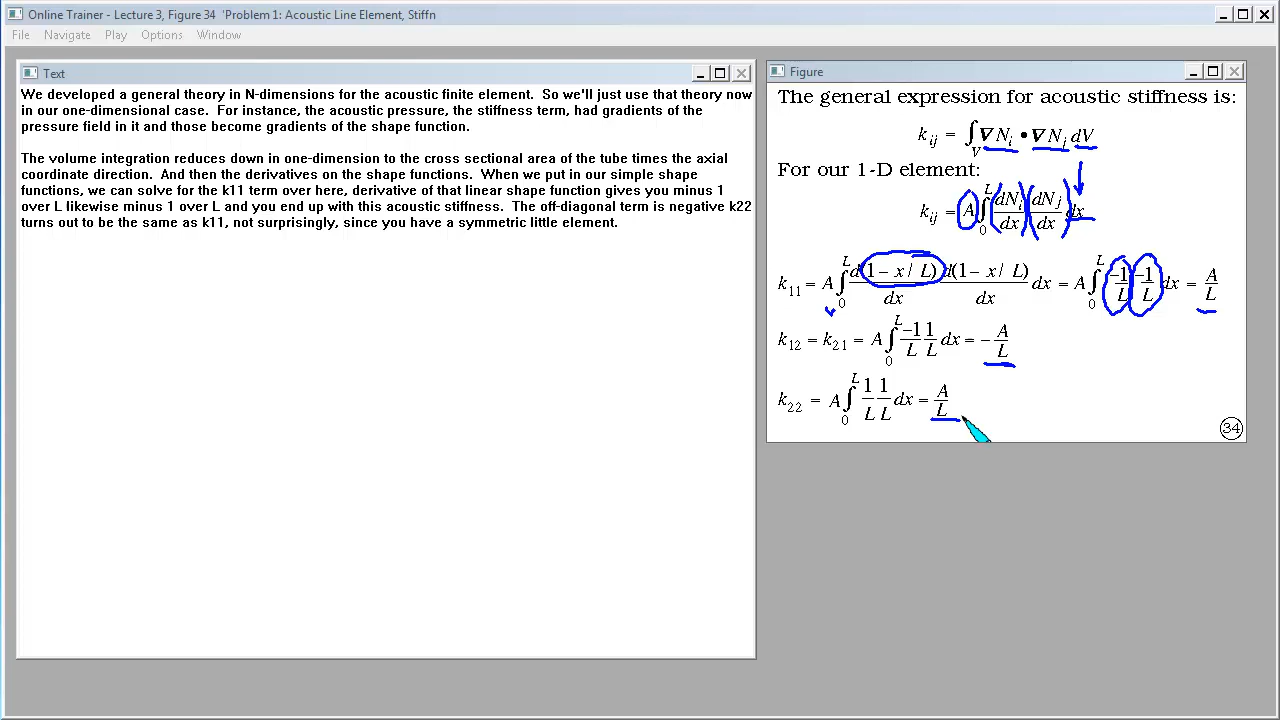 Online Trainer - Lecture 3, Figure 34 'Problem 1: Acoustic Line Element, Stiffn
File Navigate Play Options Window
Text
We developed a general theory in N-dimensions for the acoustic finite element. So we'll just use that theory now
in our one-dimensional case. For instance, the acoustic pressure, the stiffness term, had gradients of the
pressure field in it and those become gradients of the shape function.
The volume integration reduces down in one-dimension to the cross sectional area of the tube times the axial
coordinate direction. And then the derivatives on the shape functions. When we put in our simple shape
functions, we can solve for the k11 term over here, derivative of that linear shape function gives you minus 1
over L likewise minus 1 over L and you end up with the acoustic stiffness. The off-diagonal term is negative k22
turns out to be the same as k11, not surprisingly, since you have a symmetric little element.
Figure
The general expression for acoustic stiffness is:
k_ij = ∫_V ∇N_i • ∇N_j dV
For our 1-D element:
k_ij = A ∫_0^L (dN_i/dx)(dN_j/dx) dx
k_11 = A ∫_0^L d(1 – x / L)/dx d(1 – x / L)/dx dx = A ∫_0^L –1/L –1/L dx = A/L
k_12 = k_21 = A ∫_0^L –1/L 1/L dx = – A/L
k_22 = A ∫_0^L 1/L 1/L dx = A/L
34